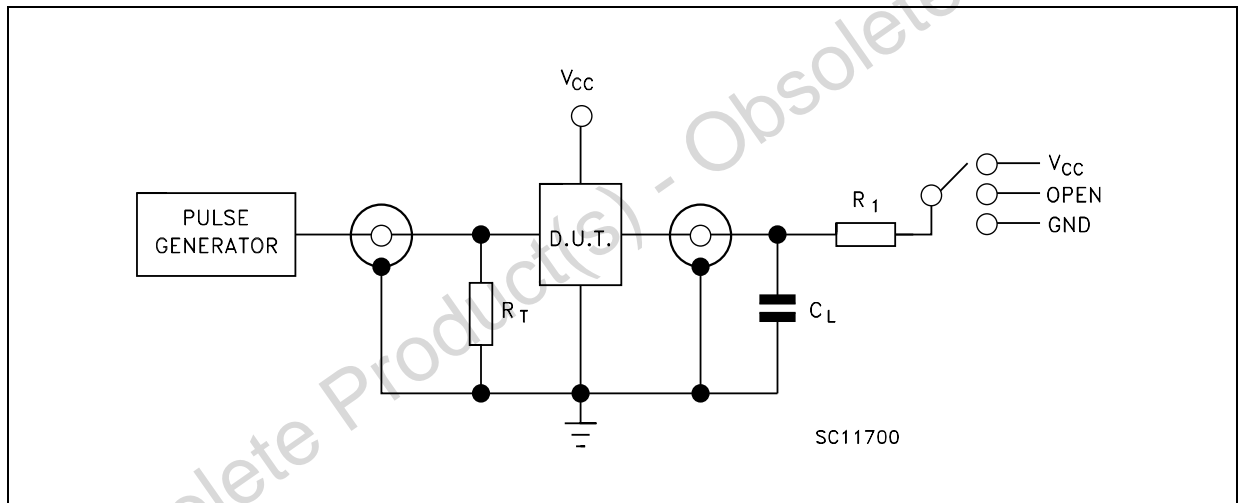 VCC
PULSE
GENERATOR
D.U.T.
RT
CL
R1
VCC
OPEN
GND
SC11700
Obsolete Product(s) - Obsolete